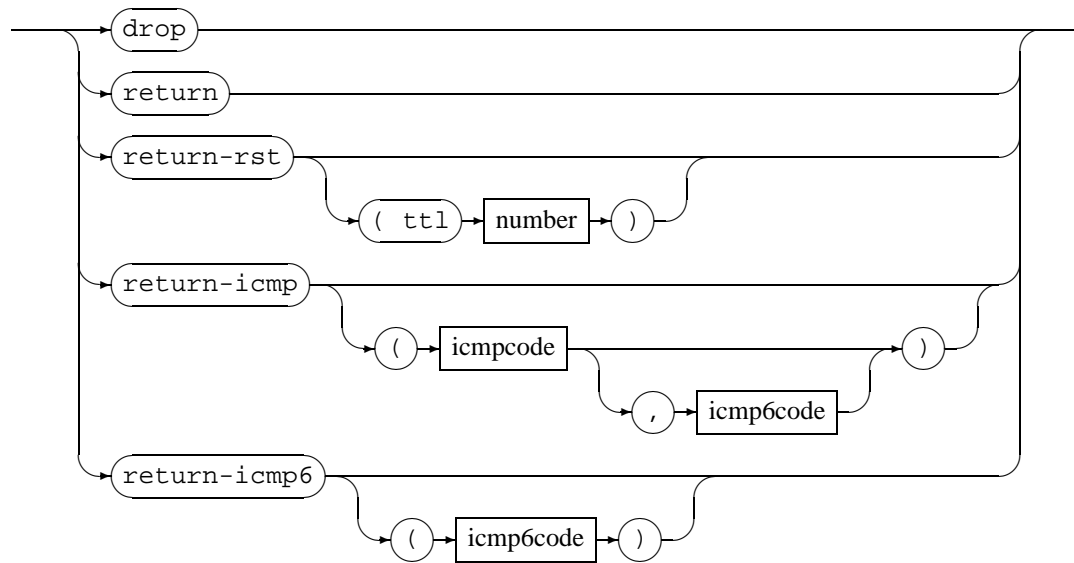 drop
return
return-rst
( ttl number )
return-icmp
( icmpcode )
, icmp6code
return-icmp6
( icmp6code )